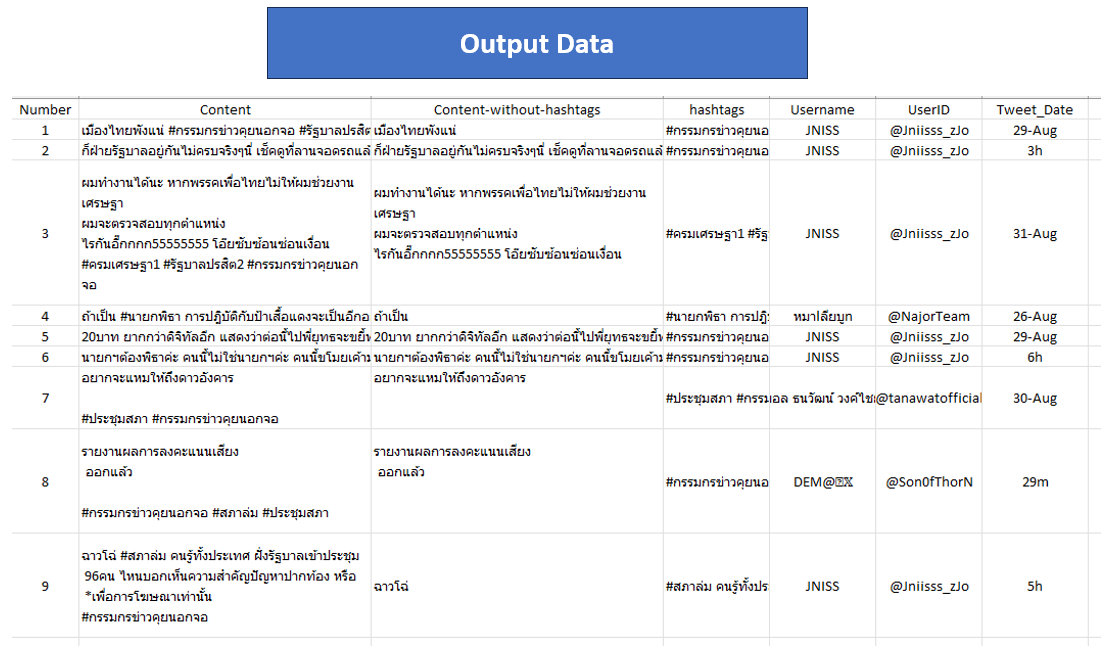 Output Data
Number Content Content-without-hashtags hashtags Username UserID Tweet_Date
1 เมืองไทยพังแน่ #กรรมกรข่าวคุยนอกจอ #รัฐบาลปรสิต เมืองไทยพังแน่ #กรรมกรข่าวคุยนอ JNISS @Jniisss_zJo 29-Aug
2 ก็ฝ่ายรัฐบาลอยู่กันไม่ครบจริงๆนี่ เช็คดูที่ลานจอดรถแล้ ก็ฝ่ายรัฐบาลอยู่กันไม่ครบจริงๆนี่ เช็คดูที่ลานจอดรถแล้ #กรรมกรข่าวคุยนอ JNISS @Jniisss_zJo 3h
3
ผมทำงานได้นะ หากพรรคเพื่อไทยไม่ให้ผมช่วยงาน
เศรษฐา
ผมจะตรวจสอบทุกตำแหน่ง
ไรกันอี๊กกกก55555555 โอ๊ยซับซ้อนซ่อนเงื่อน
#ครมเศรษฐา1 #รัฐบาลปรสิต2 #กรรมกรข่าวคุยนอก
จอ
ผมทำงานได้นะ หากพรรคเพื่อไทยไม่ให้ผมช่วยงาน
เศรษฐา
ผมจะตรวจสอบทุกตำแหน่ง
ไรกันอี๊กกกก55555555 โอ๊ยซับซ้อนซ่อนเงื่อน
#ครมเศรษฐา1 #รัฐ JNISS @Jniisss_zJo 31-Aug
4 ถ้าเป็น #นายกพิธา การปฏิบัติกับป้าเสื้อแดงจะเป็นอีกอ ถ้าเป็น #นายกพิธา การปฏิ หมาลียบูท @NajorTeam 26-Aug
5 20บาท ยากกว่าดิจิทัลอีก แสดงว่าต่อนี้ไปพี่ยุทธจะขยี้ห 20บาท ยากกว่าดิจิทัลอีก แสดงว่าต่อนี้ไปพี่ยุทธจะขยี้ห #กรรมกรข่าวคุยนอ JNISS @Jniisss_zJo 29-Aug
6 นายกฯต้องพิธาค่ะ คนนี้ไม่ใช่นายกฯค่ะ คนนี้ขโมยเค้าม นายกฯต้องพิธาค่ะ คนนี้ไม่ใช่นายกฯค่ะ คนนี้ขโมยเค้าม #กรรมกรข่าวคุยนอ JNISS @Jniisss_zJo 6h
7
อยากจะแหมให้ถึงดาวอังคาร
#ประชุมสภา #กรรมกรข่าวคุยนอกจอ
อยากจะแหมให้ถึงดาวอังคาร
#ประชุมสภา #กรรม อล ธนวัฒน์ วงค์ไช @tanawatofficial 30-Aug
8
รายงานผลการลงคะแนนเสียง
ออกแล้ว
#กรรมกรข่าวคุยนอกจอ #สภาล่ม #ประชุมสภา
รายงานผลการลงคะแนนเสียง
ออกแล้ว
#กรรมกรข่าวคุยนอ DEM@ @Son0fThorN 29m
9
ฉาวโฉ่ #สภาล่ม คนรู้ทั้งประเทศ ฝั่งรัฐบาลเข้าประชุม
96คน ไหนบอกเห็นความสำคัญปัญหาปากท้อง หรือ
*เพื่อการโฆษณาเท่านั้น
#กรรมกรข่าวคุยนอกจอ
ฉาวโฉ่
#สภาล่ม คนรู้ทั้งปร JNISS @Jniisss_zJo 5h